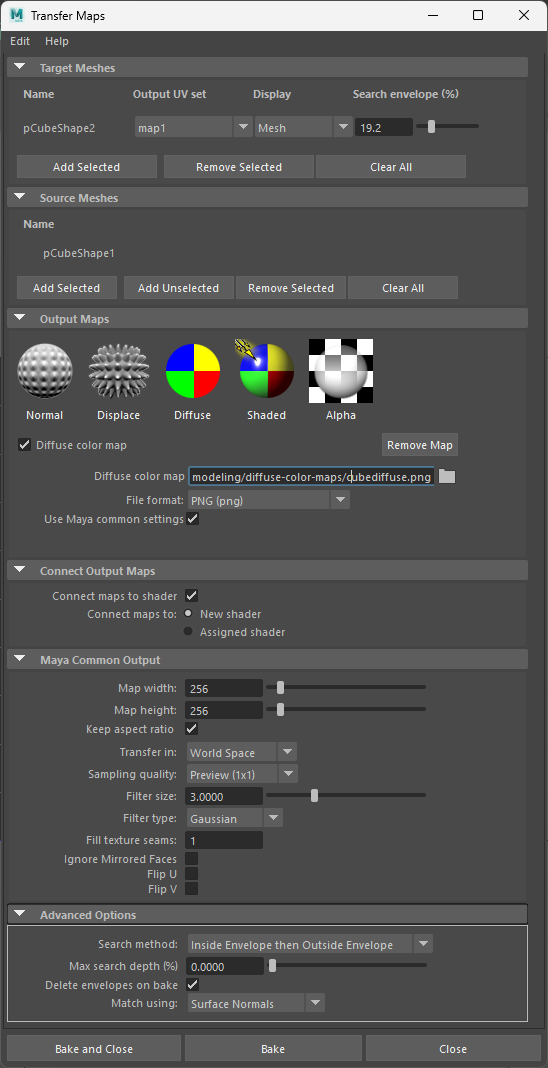 Transfer Maps
Edit Help
Target Meshes
Name Output UV set Display Search envelope (%)
pCubeShape2 map1 Mesh 19.2
Add Selected Remove Selected Clear All
Source Meshes
Name
pCubeShape1
Add Selected Add Unselected Remove Selected Clear All
Output Maps
Normal Displace Diffuse Shaded Alpha
Diffuse color map Remove Map
Diffuse color map modeling/diffuse-color-maps/cubediffuse.png
File format: PNG (png)
Use Maya common settings
Connect Output Maps
Connect maps to shader
Connect maps to: New shader
Assigned shader
Maya Common Output
Map width: 256
Map height: 256
Keep aspect ratio
Transfer in: World Space
Sampling quality: Preview (1x1)
Filter size: 3.0000
Filter type: Gaussian
Fill texture seams: 1
Ignore Mirrored Faces
Flip U
Flip V
Advanced Options
Search method: Inside Envelope then Outside Envelope
Max search depth (%) 0.0000
Delete envelopes on bake
Match using: Surface Normals
Bake and Close Bake Close